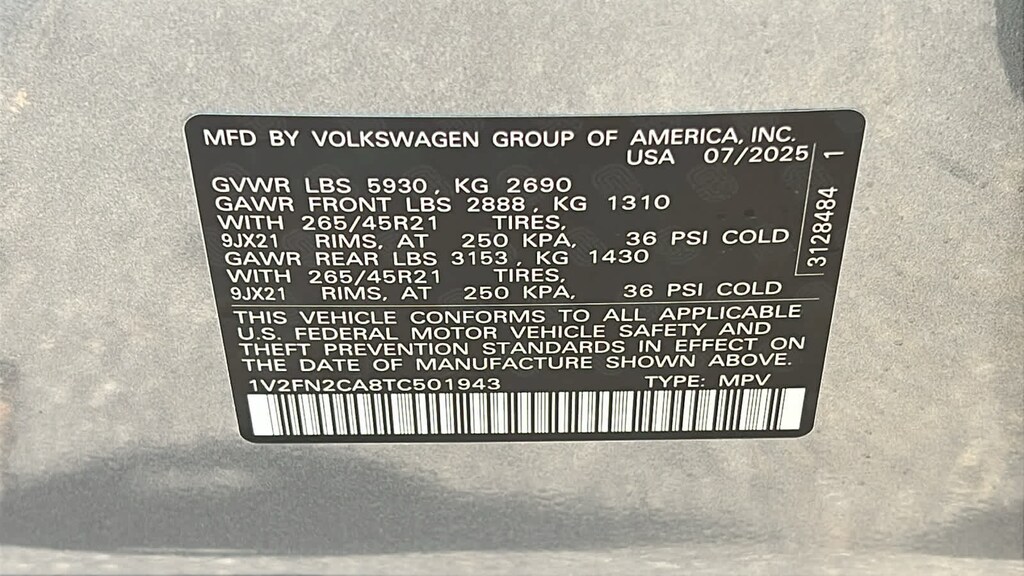 MFD BY VOLKSWAGEN GROUP OF AMERICA, INC.
USA 07/2025
GVWR LBS 5930, KG 2690
GAWR FRONT LBS 2888, KG 1310
WITH 265/45R21 TIRES,
9JX21 RIMS, AT 250 KPA, 36 PSI COLD
GAWR REAR LBS 3153, KG 1430
WITH 265/45R21 TIRES,
9JX21 RIMS, AT 250 KPA, 36 PSI COLD
3128484 1
THIS VEHICLE CONFORMS TO ALL APPLICABLE
U.S. FEDERAL MOTOR VEHICLE SAFETY AND
THEFT PREVENTION STANDARDS IN EFFECT ON
THE DATE OF MANUFACTURE SHOWN ABOVE.
1V2FN2CA8TC501943 TYPE: MPV